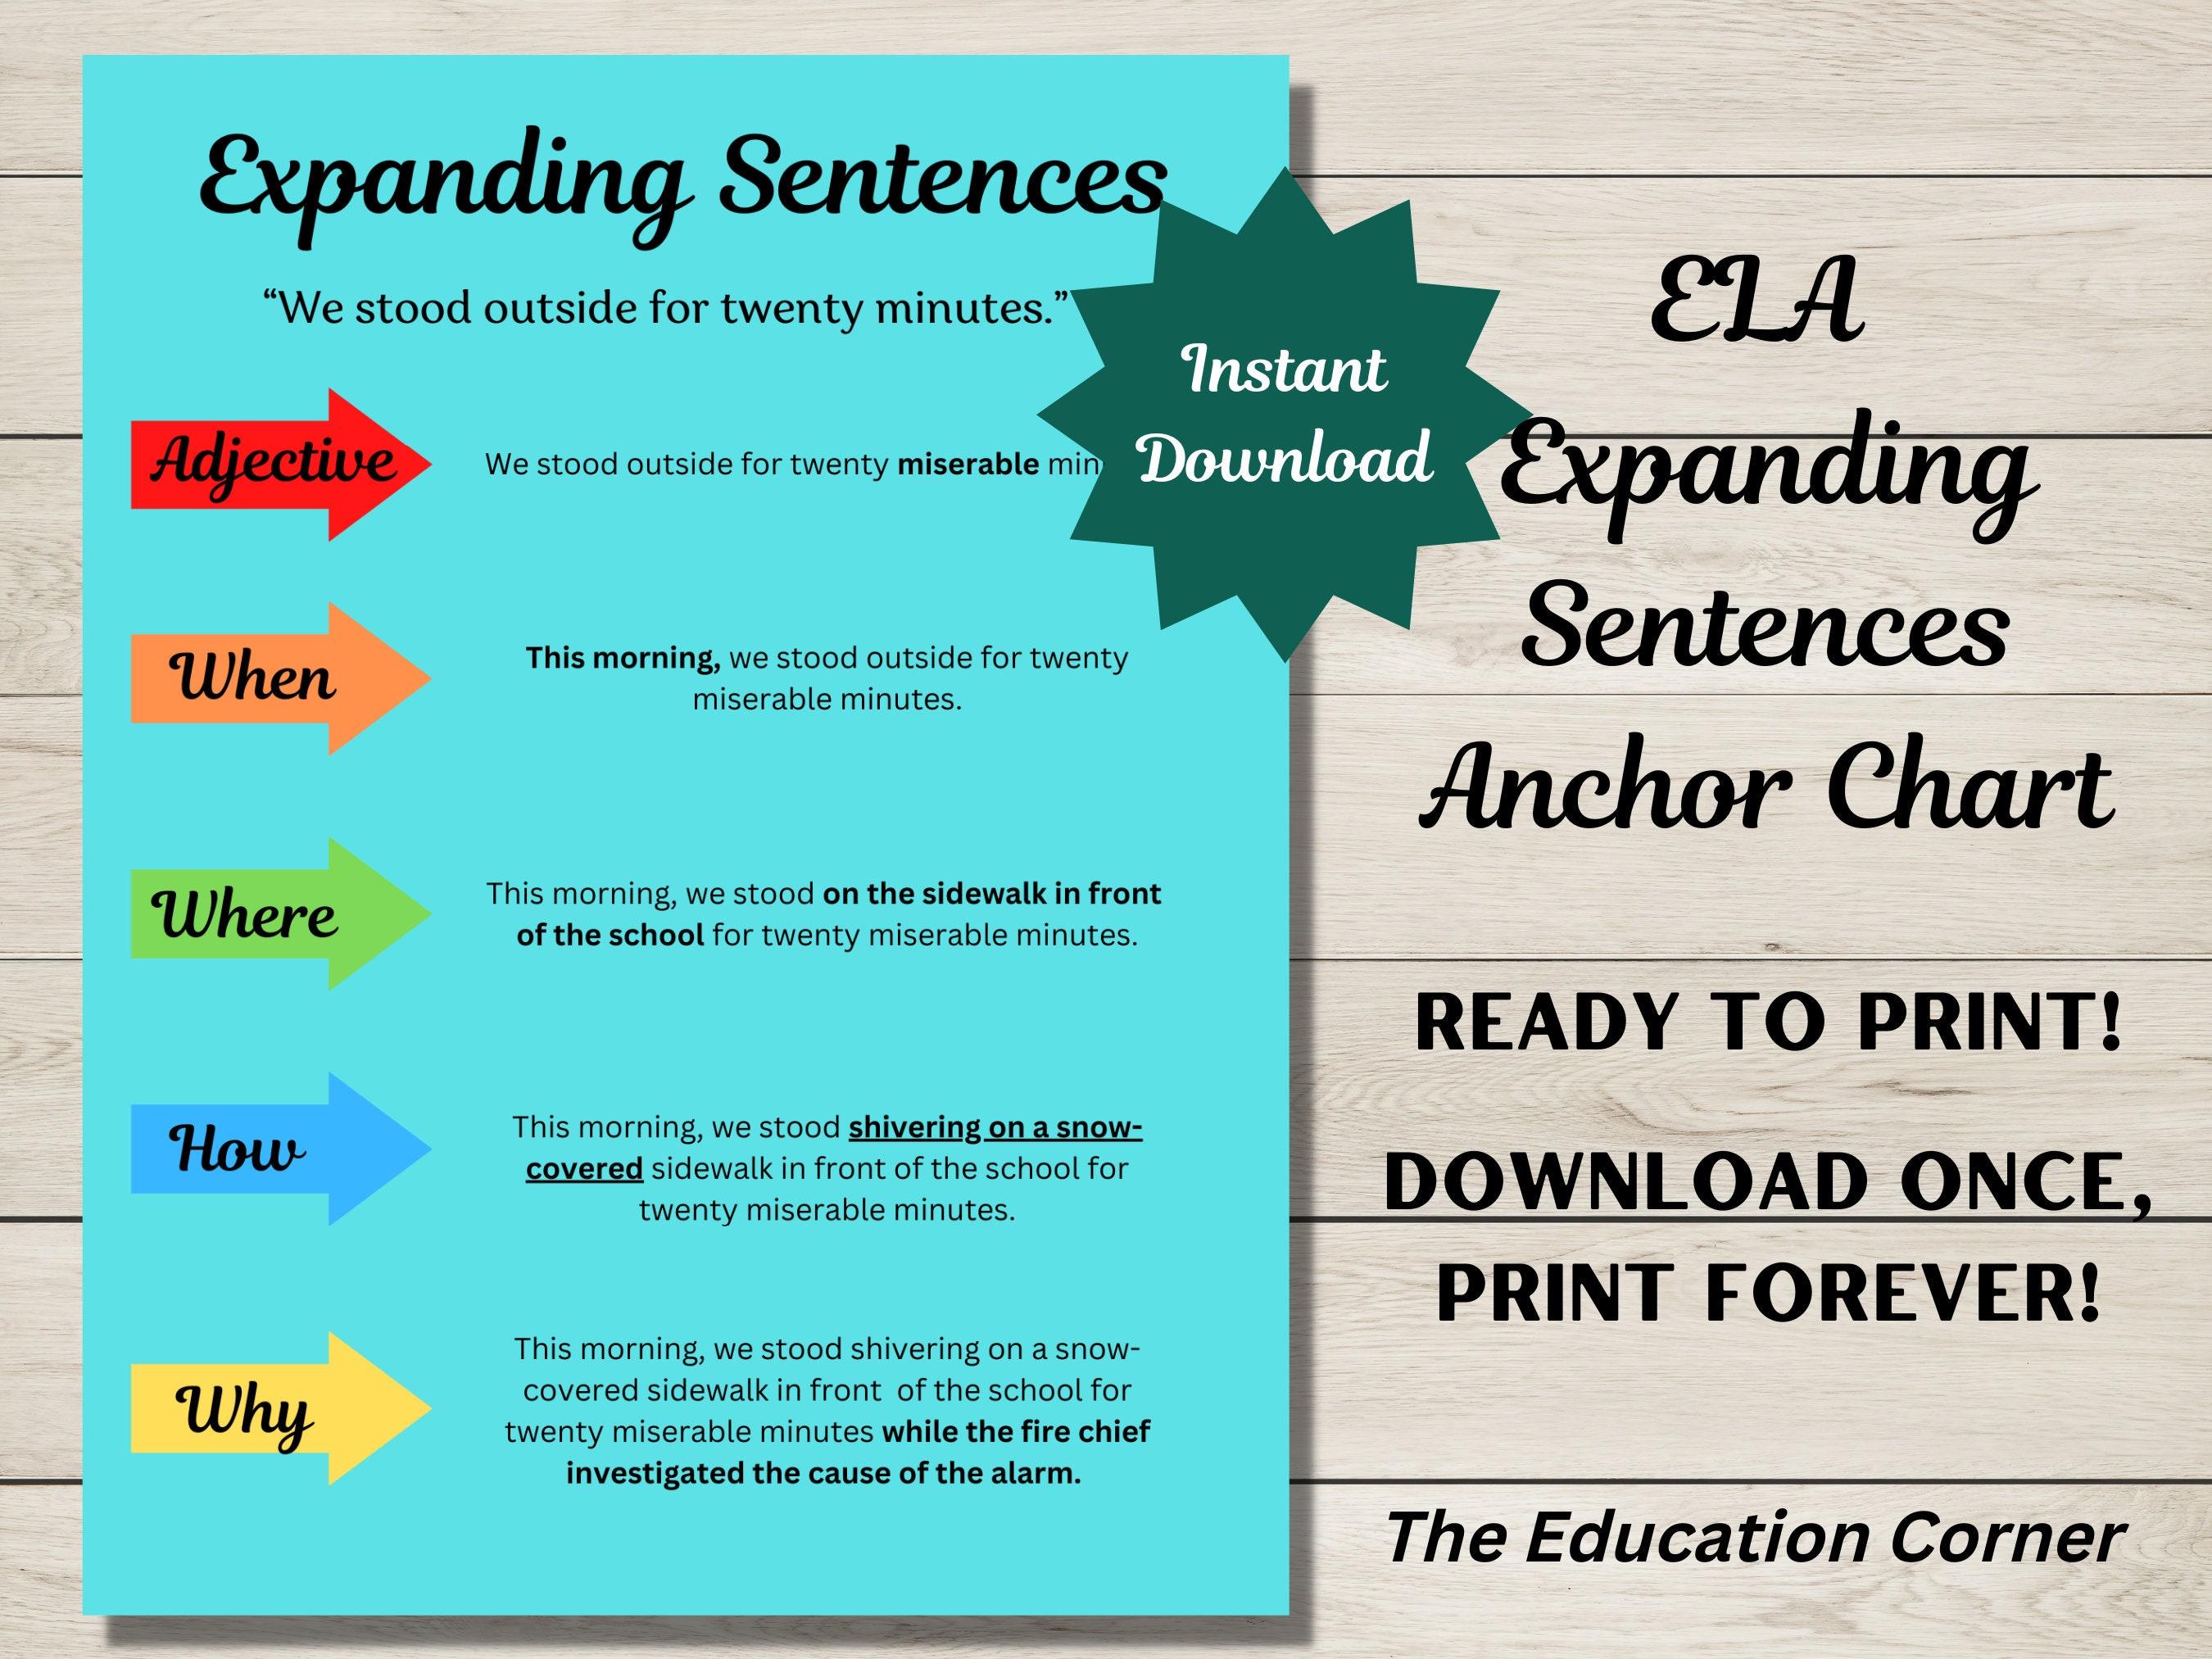 Expanding Sentences
“We stood outside for twenty minutes.”
Adjective
We stood outside for twenty miserable
When
This morning, we stood outside for twenty
miserable minutes.
Where
This morning, we stood on the sidewalk in front
of the school for twenty miserable minutes.
How
This morning, we stood shivering on a snow-
covered sidewalk in front of the school for
twenty miserable minutes.
Why
This morning, we stood shivering on a snow-
covered sidewalk in front of the school for
twenty miserable minutes while the fire chief
investigated the cause of the alarm.
Instant
Download
ELA
Expanding
Sentences
Anchor Chart
READY TO PRINT!
DOWNLOAD ONCE,
PRINT FOREVER!
The Education Corner